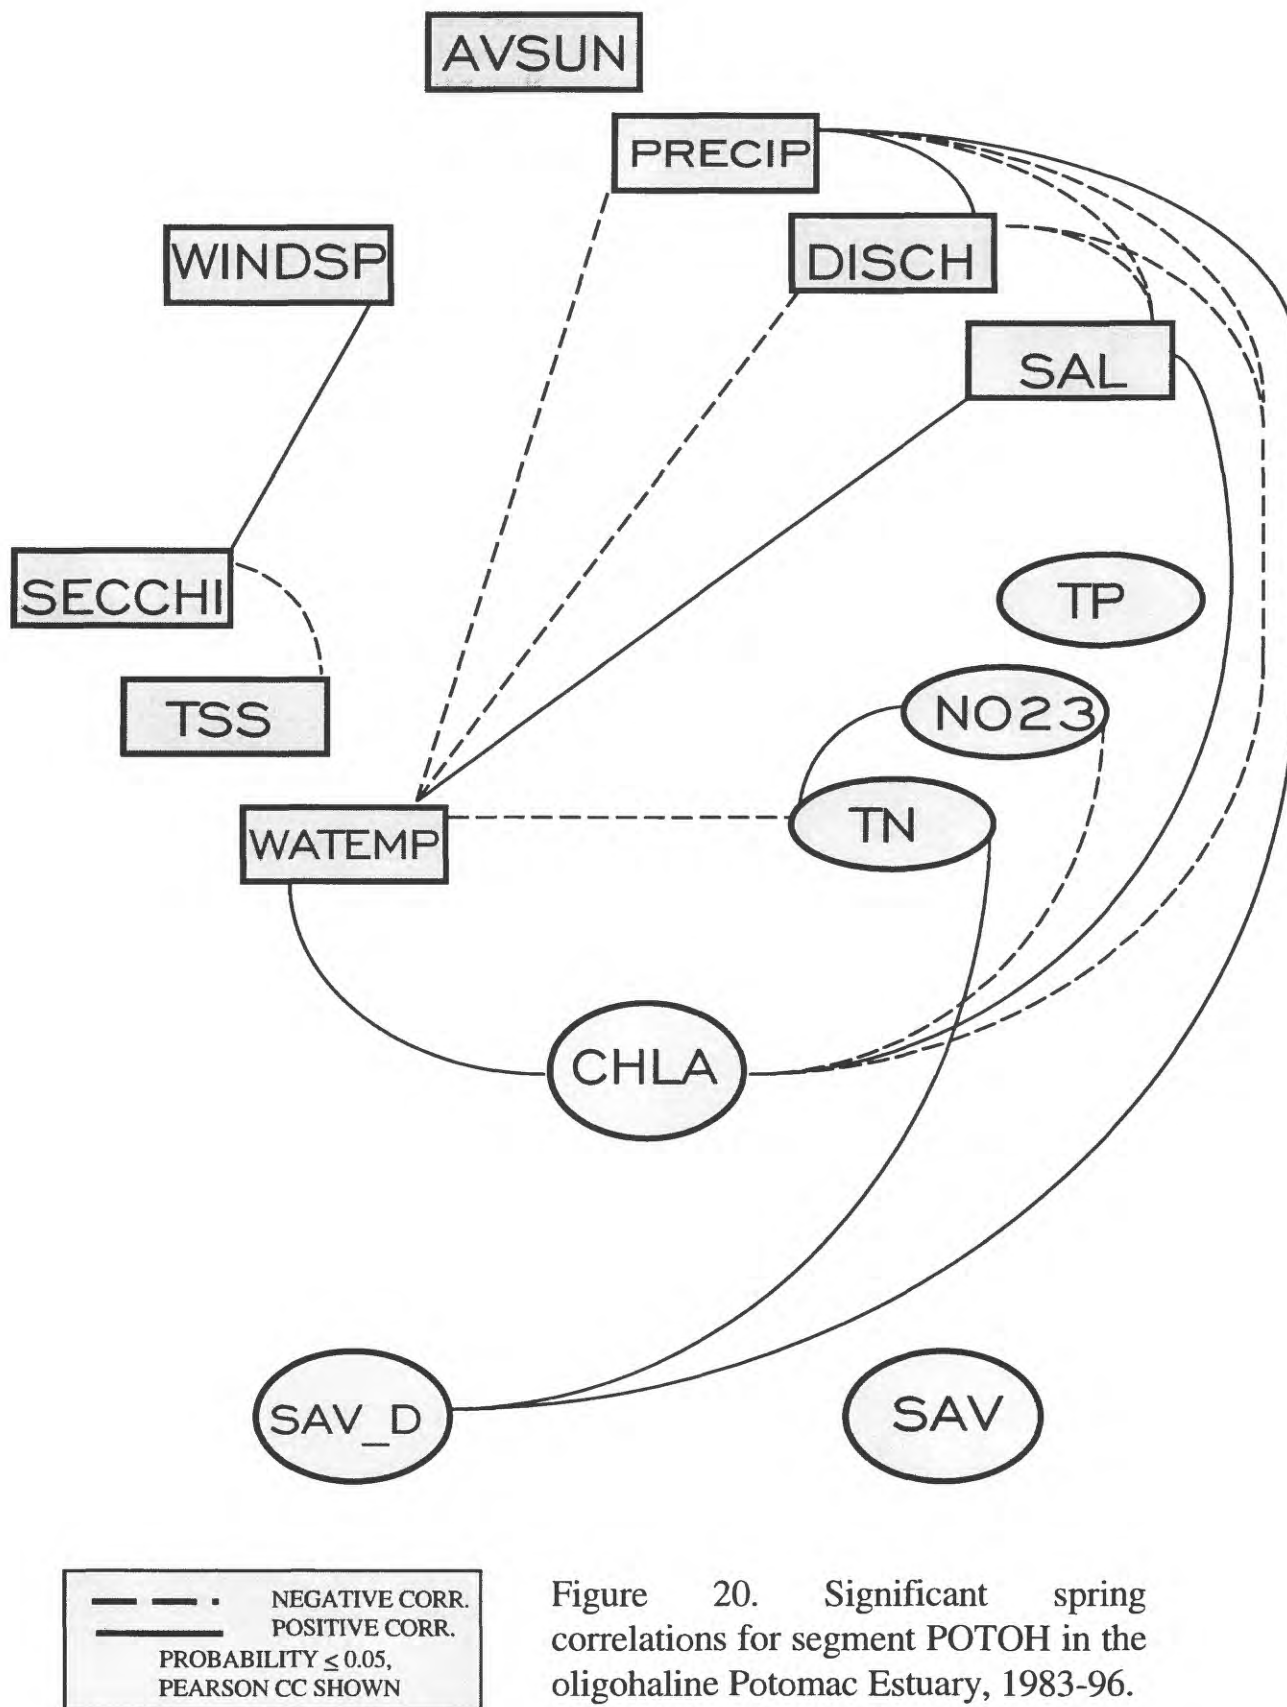 AVSUN
PRECIP
WINDSP
DISCH
SAL
SECCHI
TP
TSS
NO23
TN
WATEMP
CHLA
SAV_D
SAV
NEGATIVE CORR.
POSITIVE CORR.
PROBABILITY ≤ 0.05,
PEARSON CC SHOWN
Figure 20. Significant spring
correlations for segment POTOH in the
oligohaline Potomac Estuary, 1983-96.